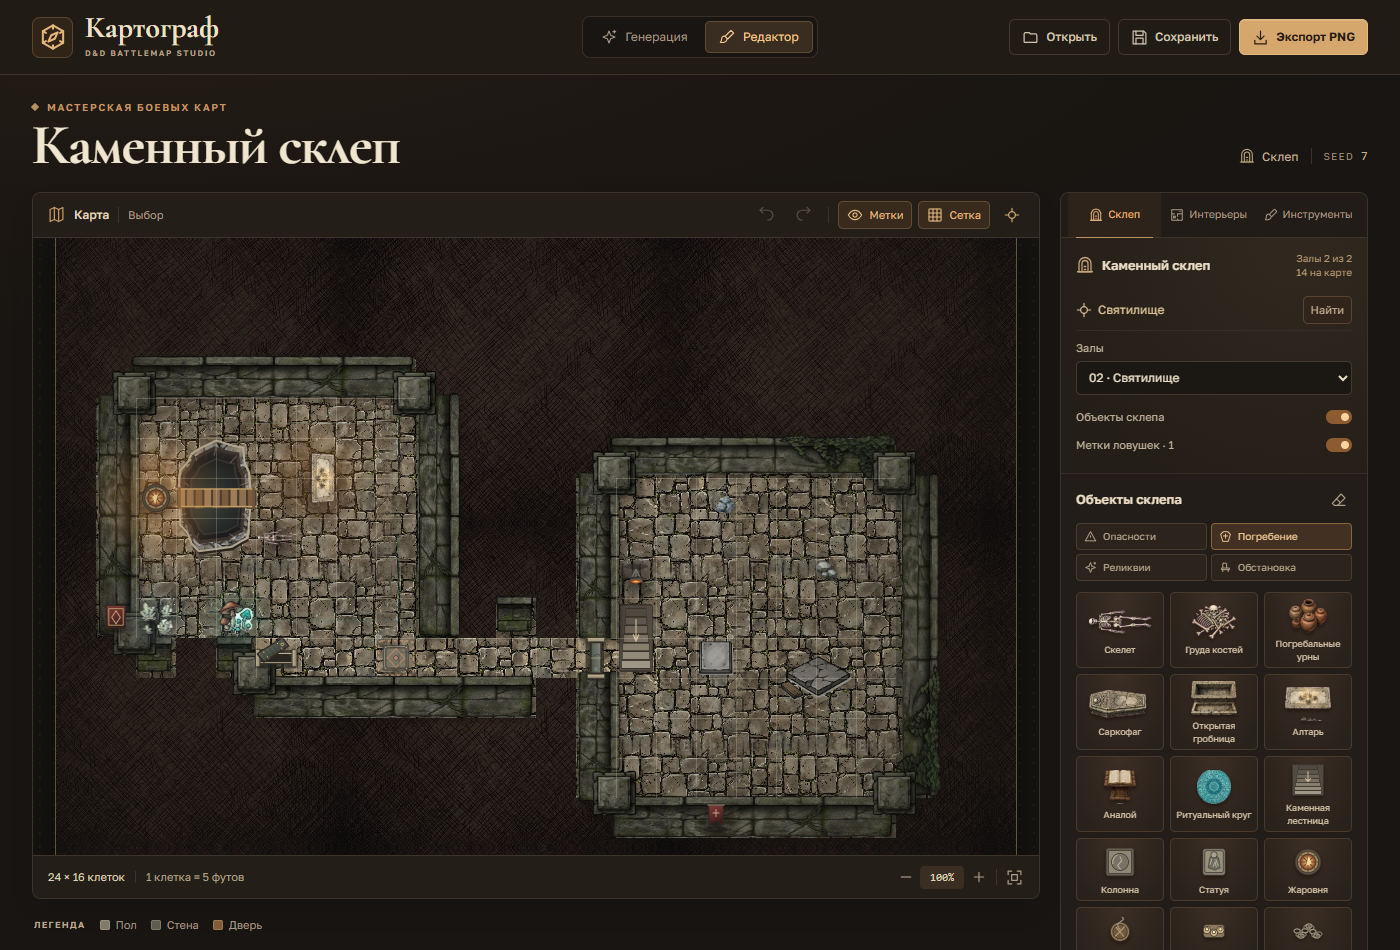 Картограф
D&D BATTLEMAP STUDIO
Генерация
Редактор
Открыть
Сохранить
Экспорт PNG
МАСТЕРСКАЯ БОЕВЫХ КАРТ
Каменный склеп
Склеп
SEED 7
Карта
Выбор
Метки
Сетка
Склеп
Интерьеры
Инструменты
Каменный склеп
Залы 2 из 2
14 на карте
Святилище
Найти
Залы
02 · Святилище
Объекты склепа
Метки ловушек · 1
Объекты склепа
Опасности
Погребение
Реликвии
Обстановка
Скелет
Груда костей
Погребальные
урны
Саркофаг
Открытая
гробница
Алтарь
Аналой
Ритуальный круг
Каменная
лестница
Колонна
Статуя
Жаровня
24 × 16 клеток
1 клетка = 5 футов
100%
ЛЕГЕНДА
Пол
Стена
Дверь